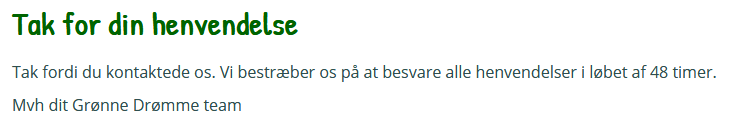 Tak for din henvendelse
Tak fordi du kontaktede os. Vi bestræber os på at besvare alle henvendelser i løbet af 48 timer.
Mvh dit Grønne Drømme team